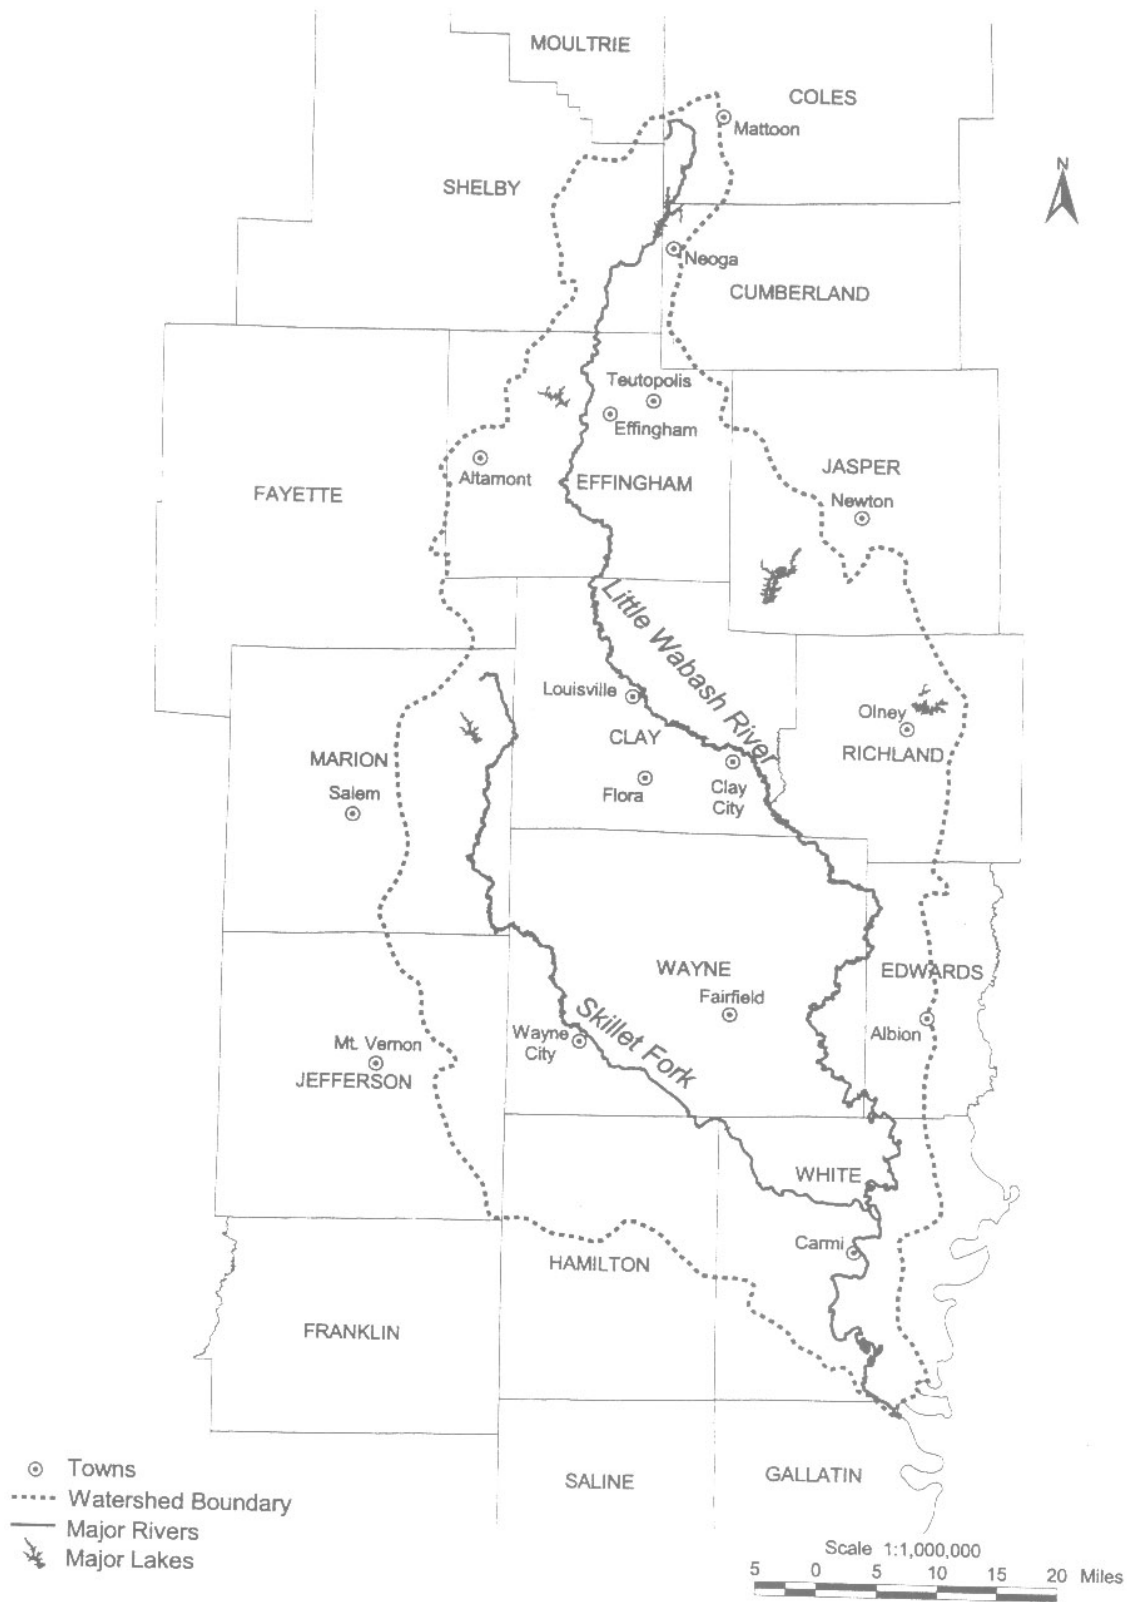 MOULTRIE
COLES
Mattoon
N
SHELBY
Neoga
CUMBERLAND
Teutopolis
Effingham
Altamont
EFFINGHAM
JASPER
FAYETTE
Newton
Little Wabash River
Louisville
Olney
CLAY
RICHLAND
MARION
Salem
Flora
Clay
City
WAYNE
EDWARDS
Fairfield
Skillet Fork
Wayne
City
Albion
Mt. Vernon
JEFFERSON
WHITE
Carmi
HAMILTON
FRANKLIN
Towns
SALINE
GALLATIN
Watershed Boundary
Major Rivers
Major Lakes
Scale 1:1,000,000
5 0 5 10 15 20 Miles